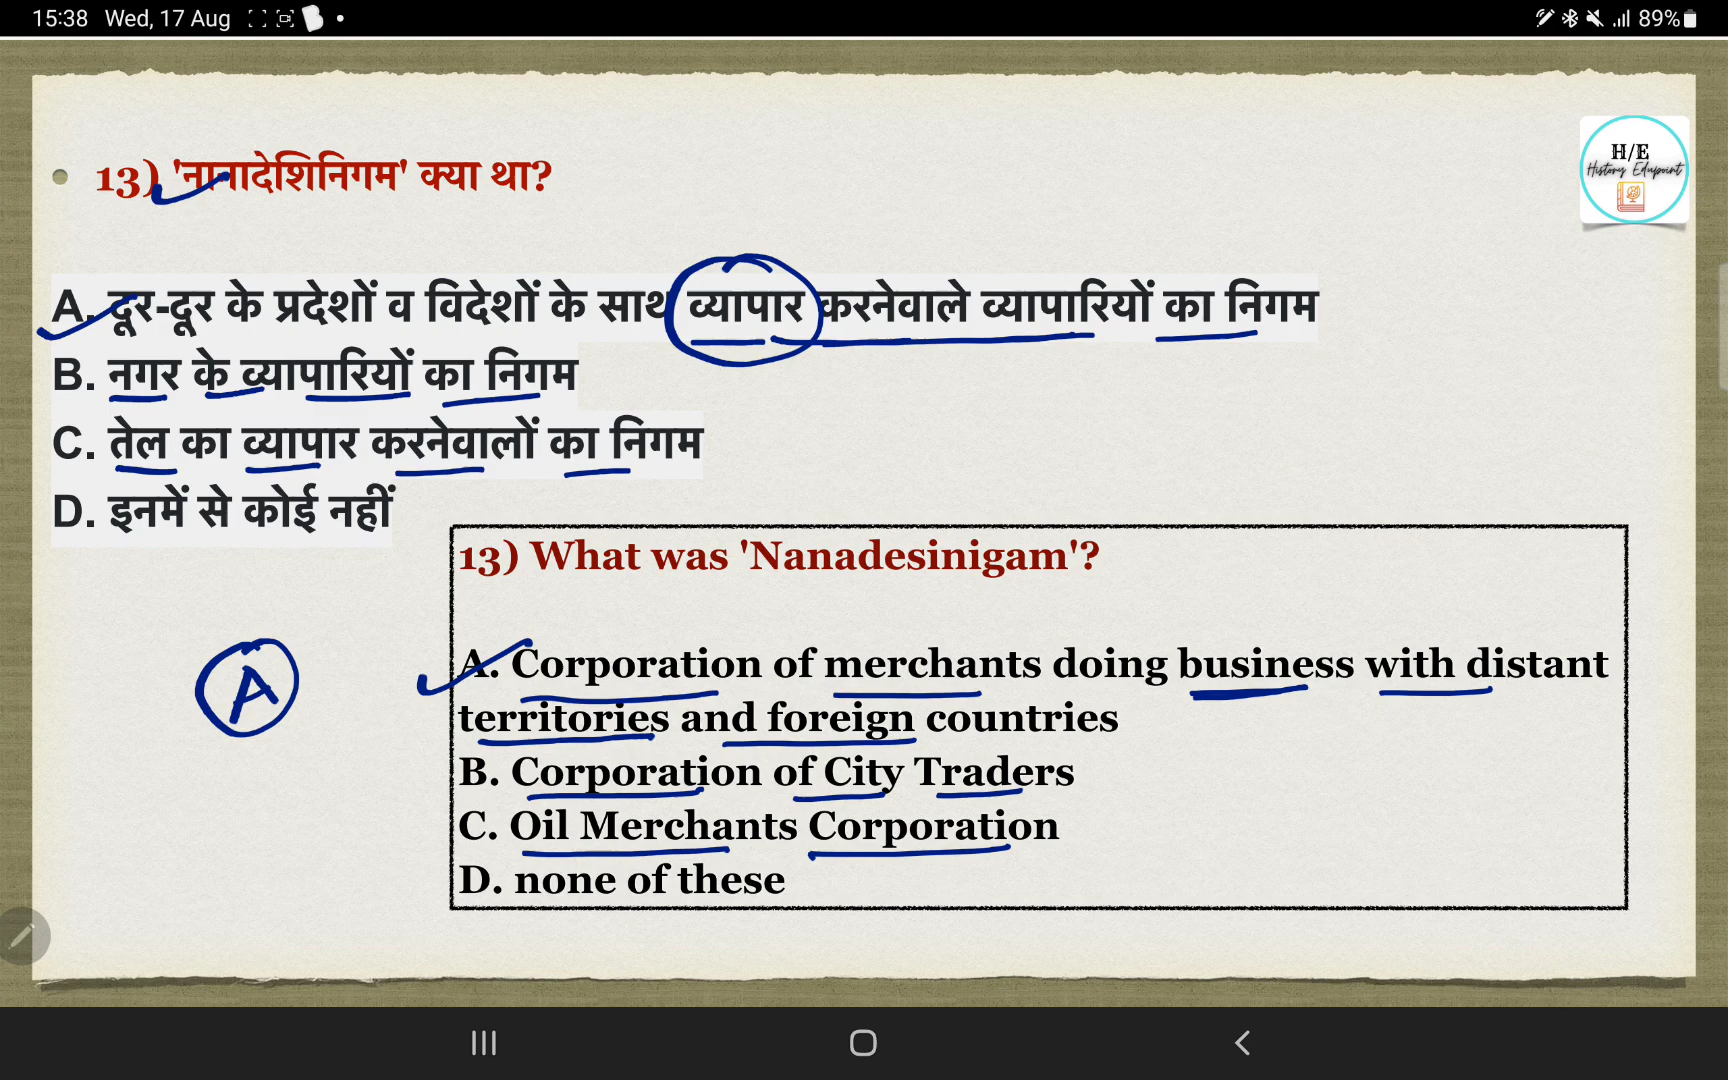 15:38 Wed, 17 Aug
89%
H/E
History Edupoint
13) 'नानादेशिनिगम' क्या था?
A. दूर-दूर के प्रदेशों व विदेशों के साथ व्यापार करनेवाले व्यापारियों का निगम
B. नगर के व्यापारियों का निगम
C. तेल का व्यापार करनेवालों का निगम
D. इनमें से कोई नहीं
13) What was 'Nanadesinigam'?
A. Corporation of merchants doing business with distant
territories and foreign countries
B. Corporation of City Traders
C. Oil Merchants Corporation
D. none of these
A